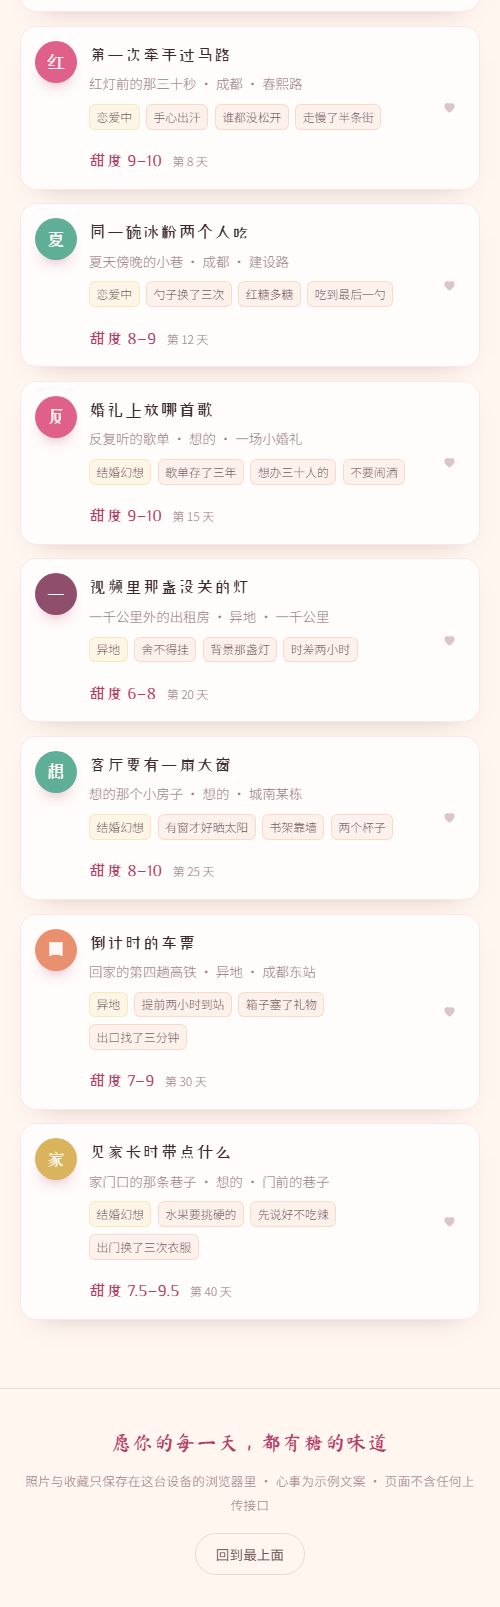 红
第一次牵手过马路
红灯前的那三十秒 · 成都 · 春熙路
恋爱中 手心出汗 谁都没松开 走慢了半条街
甜度 9–10 第 8 天
夏
同一碗冰粉两个人吃
夏天傍晚的小巷 · 成都 · 建设路
恋爱中 勺子换了三次 红糖多糖 吃到最后一勺
甜度 8–9 第 12 天
反
婚礼上放哪首歌
反复听的歌单 · 想的 · 一场小婚礼
结婚幻想 歌单存了三年 想办三十人的 不要闹酒
甜度 9–10 第 15 天
一
视频里那盏没关的灯
一千公里外的出租房 · 异地 · 一千公里
异地 舍不得挂 背景那盏灯 时差两小时
甜度 6–8 第 20 天
想
客厅要有一扇大窗
想的那个小房子 · 想的 · 城南某栋
结婚幻想 有窗才好晒太阳 书架靠墙 两个杯子
甜度 8–10 第 25 天
回
倒计时的车票
回家的第四趟高铁 · 异地 · 成都东站
异地 提前两小时到站 箱子塞了礼物
出口找了三分钟
甜度 7–9 第 30 天
家
见家长时带点什么
家门口的那条巷子 · 想的 · 门前的巷子
结婚幻想 水果要挑硬的 先说好不吃辣
出门换了三次衣服
甜度 7.5–9.5 第 40 天
愿你的每一天，都有糖的味道
照片与收藏只保存在这台设备的浏览器里 · 心事为示例文案 · 页面不含任何上
传接口
回到最上面